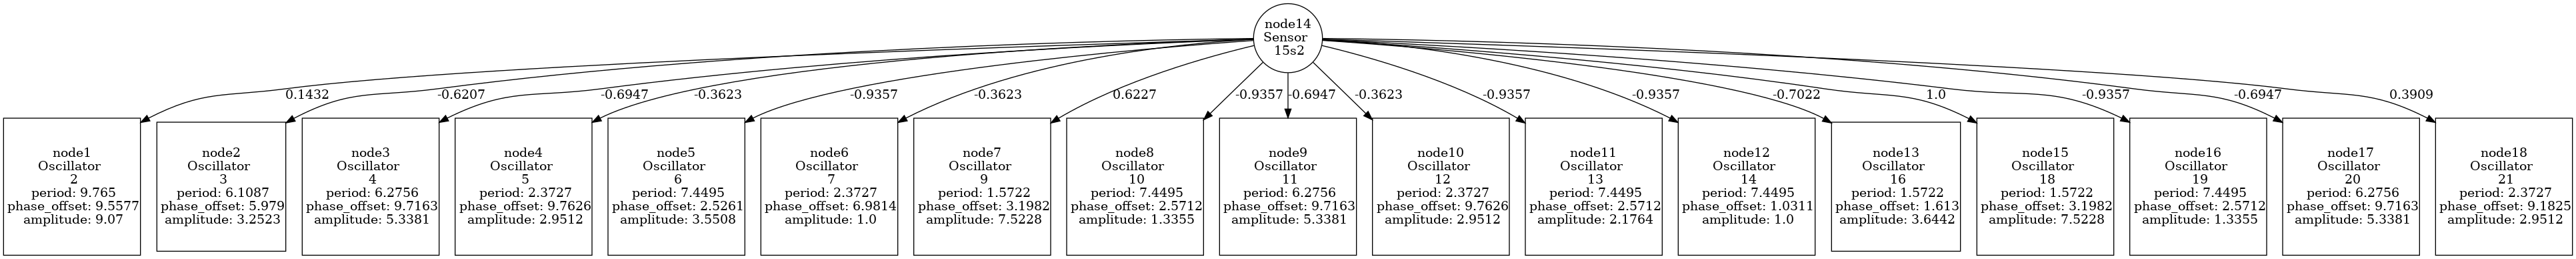 node14
Sensor
15s2
0.1432
-0.6207
-0.6947
-0.3623
-0.9357
-0.3623
0.6227
-0.9357
-0.6947
-0.3623
-0.9357
-0.9357
-0.7022
1.0
-0.9357
-0.6947
0.3909
node1
Oscillator
2
period: 9.765
phase_offset: 9.5577
amplitude: 9.07
node2
Oscillator
3
period: 6.1087
phase_offset: 5.979
amplitude: 3.2523
node3
Oscillator
4
period: 6.2756
phase_offset: 9.7163
amplitude: 5.3381
node4
Oscillator
5
period: 2.3727
phase_offset: 9.7626
amplitude: 2.9512
node5
Oscillator
6
period: 7.4495
phase_offset: 2.5261
amplitude: 3.5508
node6
Oscillator
7
period: 2.3727
phase_offset: 6.9814
amplitude: 1.0
node7
Oscillator
9
period: 1.5722
phase_offset: 3.1982
amplitude: 7.5228
node8
Oscillator
10
period: 7.4495
phase_offset: 2.5712
amplitude: 1.3355
node9
Oscillator
11
period: 6.2756
phase_offset: 9.7163
amplitude: 5.3381
node10
Oscillator
12
period: 2.3727
phase_offset: 9.7626
amplitude: 2.9512
node11
Oscillator
13
period: 7.4495
phase_offset: 2.5712
amplitude: 2.1764
node12
Oscillator
14
period: 7.4495
phase_offset: 1.0311
amplitude: 1.0
node13
Oscillator
16
period: 1.5722
phase_offset: 1.613
amplitude: 3.6442
node15
Oscillator
18
period: 1.5722
phase_offset: 3.1982
amplitude: 7.5228
node16
Oscillator
19
period: 7.4495
phase_offset: 2.5712
amplitude: 1.3355
node17
Oscillator
20
period: 6.2756
phase_offset: 9.7163
amplitude: 5.3381
node18
Oscillator
21
period: 2.3727
phase_offset: 9.1825
amplitude: 2.9512